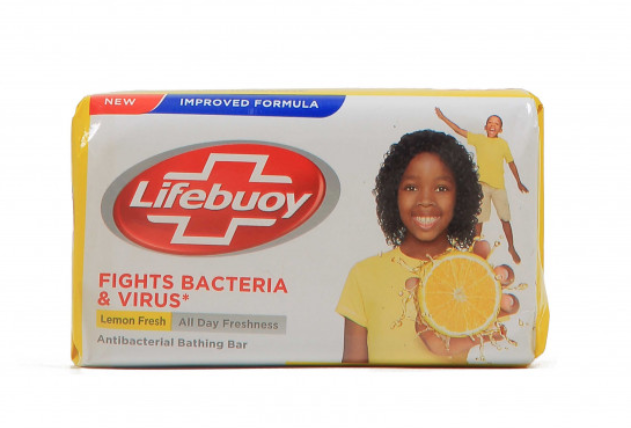 NEW IMPROVED FORMULA
Lifebuoy
FIGHTS BACTERIA
& VIRUS*
Lemon Fresh All Day Freshness
Antibacterial Bathing Bar